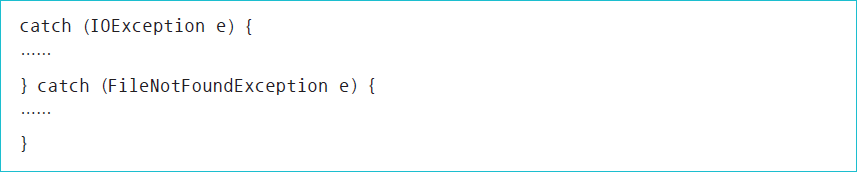 catch (IOException e) {
……
} catch (FileNotFoundException e) {
……
}